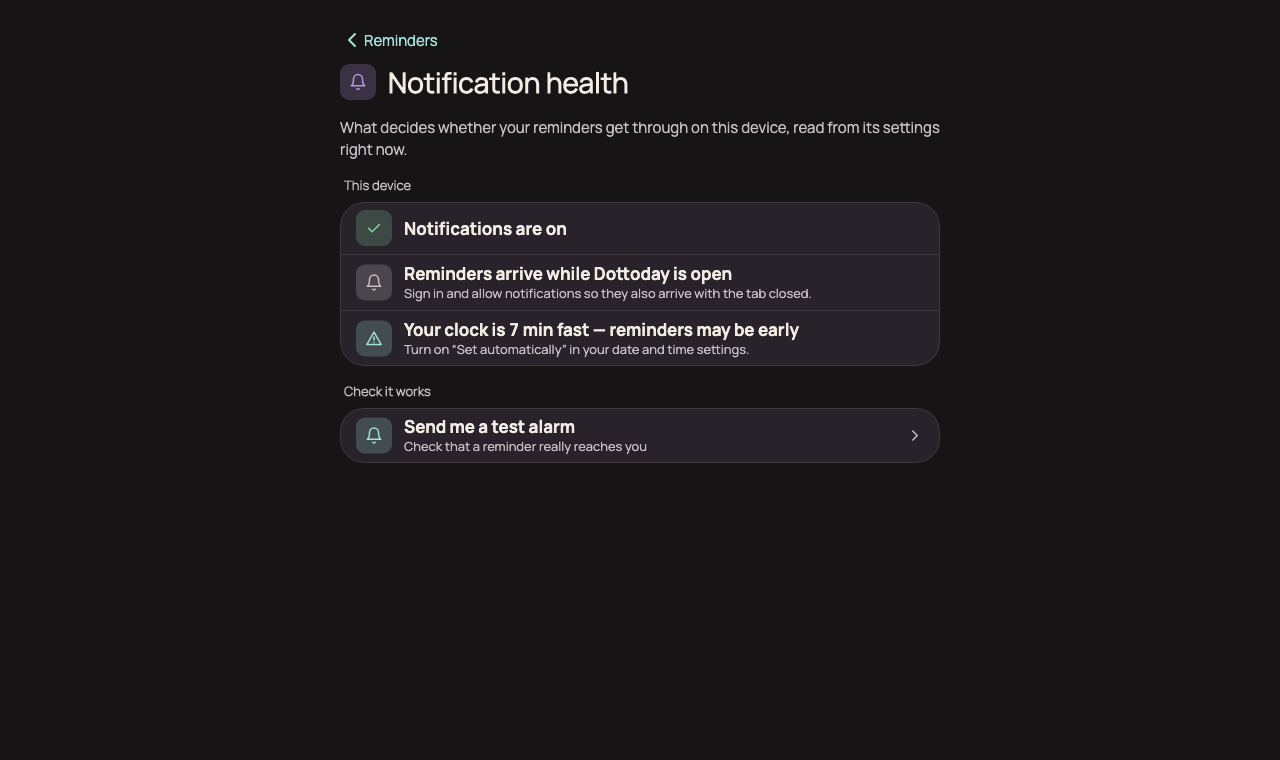 Reminders
Notification health
What decides whether your reminders get through on this device, read from its settings
right now.
This device
Notifications are on
Reminders arrive while Dottoday is open
Sign in and allow notifications so they also arrive with the tab closed.
Your clock is 7 min fast — reminders may be early
Turn on “Set automatically” in your date and time settings.
Check it works
Send me a test alarm
Check that a reminder really reaches you